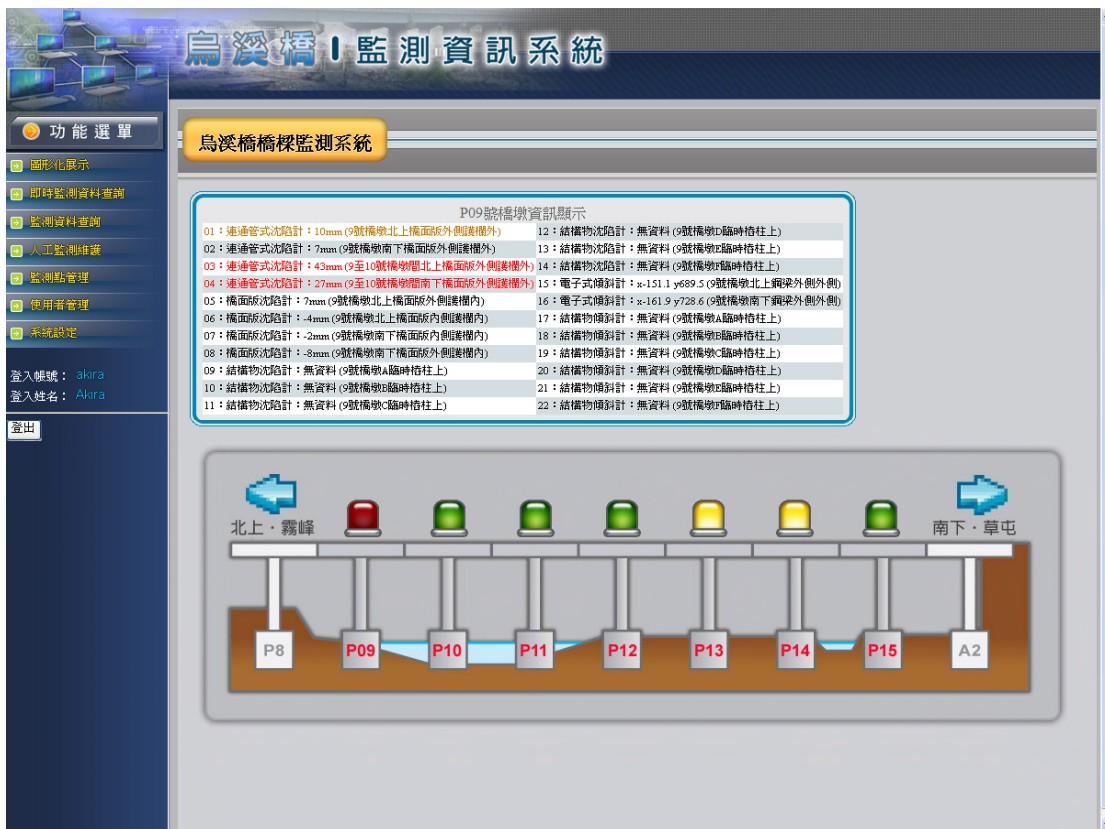 烏溪橋 監測資訊系統
功能選單
圖形化展示
即時監測資料查詢
監測資料查詢
人工監測維護
監測點管理
使用者管理
系統設定
登入帳號： akira
登入姓名： Akira
登出
烏溪橋橋樑監測系統
P09號橋墩資訊顯示
01：連通管式沉陷計：10mm (9號橋墩北上橋面版外側護欄外)
02：連通管式沉陷計：7mm (9號橋墩南下橋面版外側護欄外)
03：連通管式沉陷計：43mm (9至10號橋墩間北上橋面版外側護欄外)
04：連通管式沉陷計：27mm (9至10號橋墩間南下橋面版外側護欄外)
05：橋面版沈陷計：7mm (9號橋墩北上橋面版外側護欄內)
06：橋面版沈陷計：-4mm (9號橋墩北上橋面版內側護欄內)
07：橋面版沈陷計：-2mm (9號橋墩南下橋面版內側護欄內)
08：橋面版沈陷計：-8mm (9號橋墩南下橋面版外側護欄內)
09：結構物沈陷計：無資料 (9號橋墩A臨時樁柱上)
10：結構物沈陷計：無資料 (9號橋墩B臨時樁柱上)
11：結構物沈陷計：無資料 (9號橋墩C臨時樁柱上)
12：結構物沈陷計：無資料 (9號橋墩D臨時樁柱上)
13：結構物沈陷計：無資料 (9號橋墩E臨時樁柱上)
14：結構物沈陷計：無資料 (9號橋墩F臨時樁柱上)
15：電子式傾斜計：x-151.1 y689.5 (9號橋墩北上鋼梁外側外側)
16：電子式傾斜計：x-161.9 y728.6 (9號橋墩南下鋼梁外側)
17：結構物傾斜計：無資料 (9號橋墩A臨時樁柱上)
18：結構物傾斜計：無資料 (9號橋墩B臨時樁柱上)
19：結構物傾斜計：無資料 (9號橋墩C臨時樁柱上)
20：結構物傾斜計：無資料 (9號橋墩D臨時樁柱上)
21：結構物傾斜計：無資料 (9號橋墩E臨時樁柱上)
22：結構物傾斜計：無資料 (9號橋墩F臨時樁柱上)
北上．霧峰
南下．草屯
P8 P09 P10 P11 P12 P13 P14 P15 A2